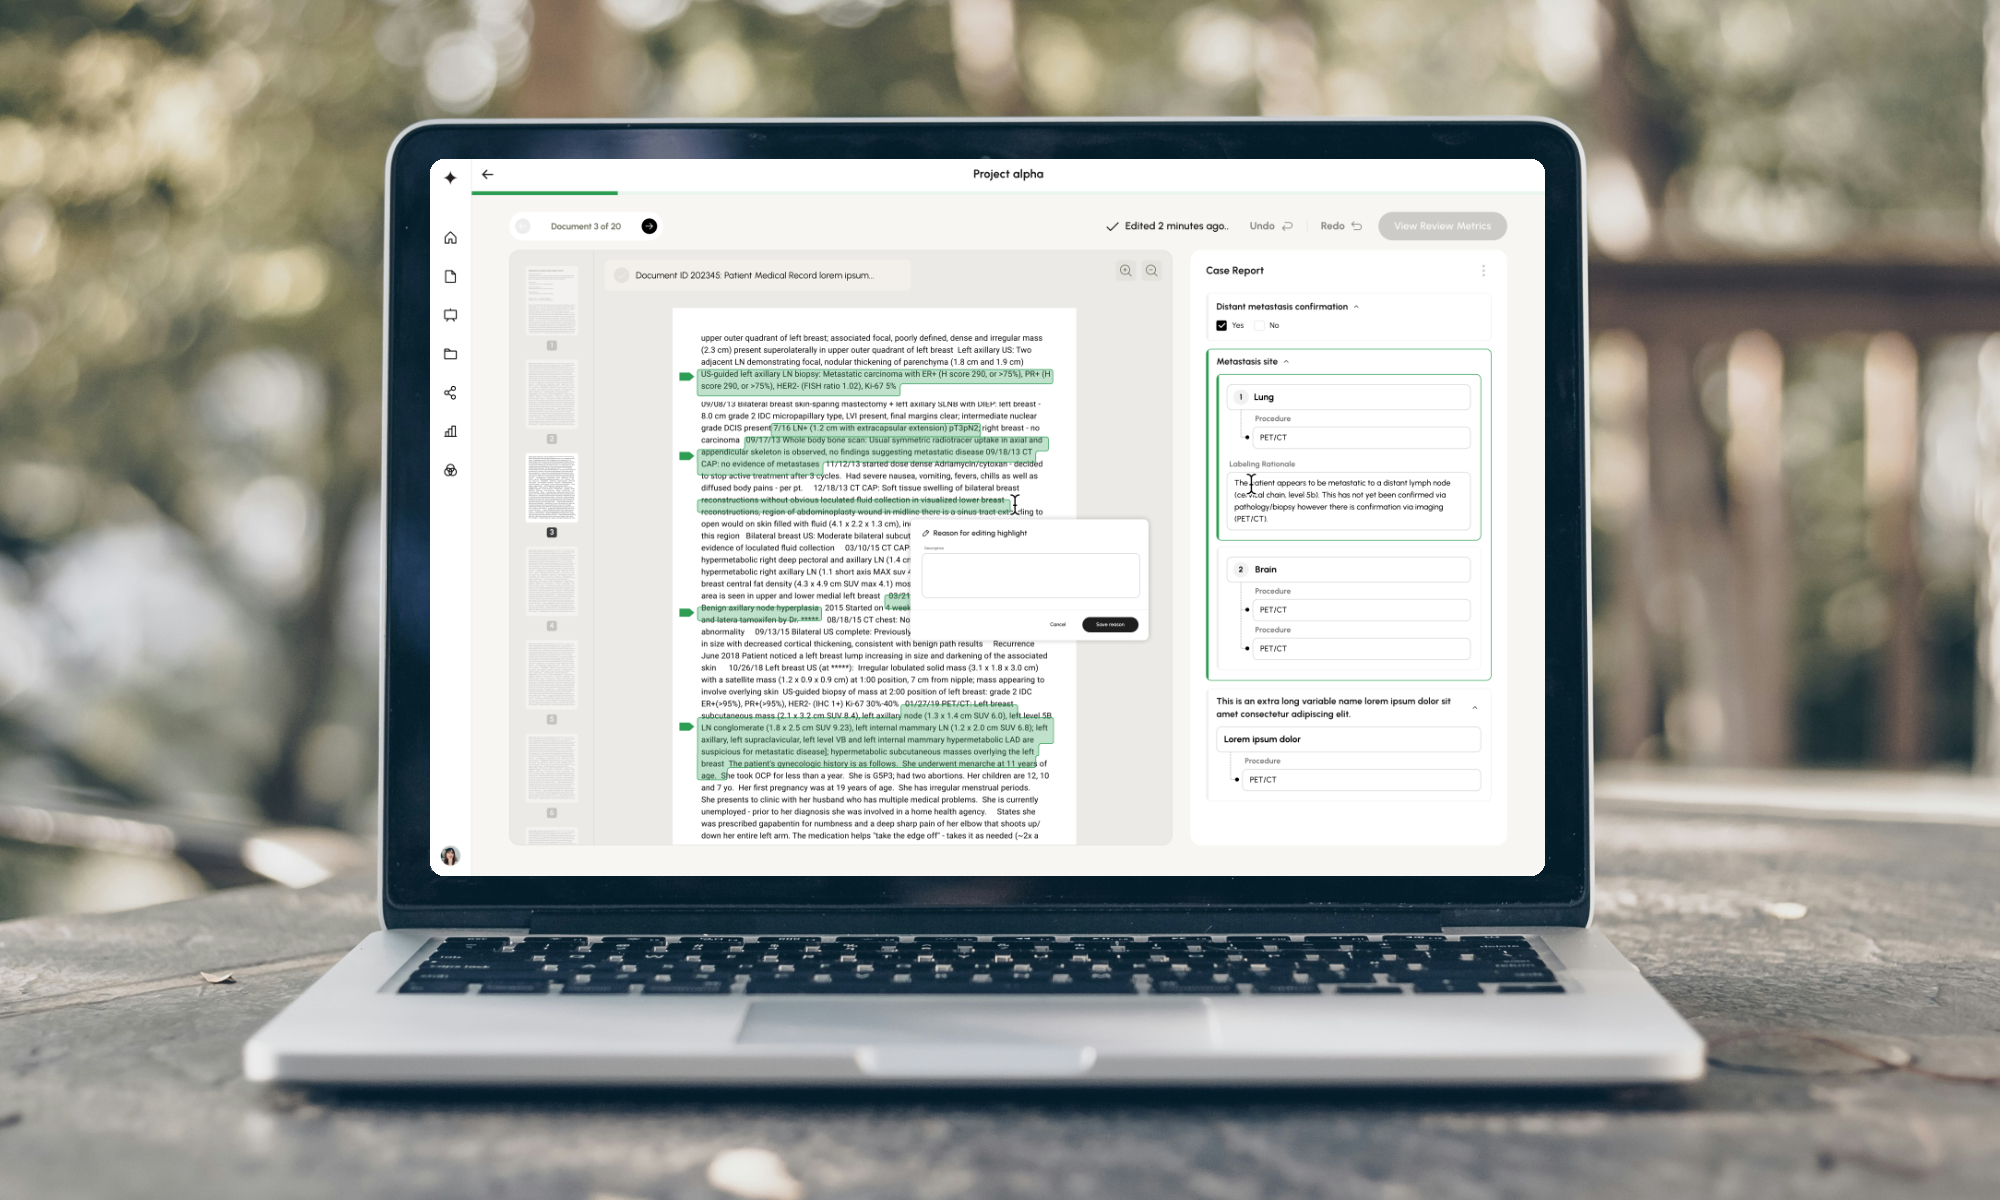 Project alpha
Document 3 of 20
Edited 2 minutes ago..
Undo
Redo
View Review Metrics
1
2
3
4
5
6
Document ID 202345: Patient Medical Record lorem ipsum...
upper outer quadrant of left breast; associated focal, poorly defined, dense and irregular mass
(2.3 cm) present superolaterally in upper outer quadrant of left breast Left axillary US: Two
adjacent LN demonstrating focal, nodular thickening of parenchyma (1.8 cm and 1.9 cm)
US-guided left axillary LN biopsy: Metastatic carcinoma with ER+ (H score 290, or >75%), PR+ (H
score 290, or >75%), HER2- (FISH ratio 1.02), Ki-67 5%
09/08/13 Bilateral breast skin-sparing mastectomy + left axillary SLNB with DIEP: left breast -
8.0 cm grade 2 IDC micropapillary type, LVI present, final margins clear; intermediate nuclear
grade DCIS present 7/16 LN+ (1.2 cm with extracapsular extension) pT3pN2; right breast - no
carcinoma 09/17/13 Whole body bone scan: Usual symmetric radiotracer uptake in axial and
appendicular skeleton is observed, no findings suggesting metastatic disease 09/18/13 CT
CAP: no evidence of metastases 11/12/13 started dose dense Adriamycin/cytoxan - decided
to stop active treatment after 3 cycles. Had severe nausea, vomiting, fevers, chills as well as
diffused body pains - per pt. 12/18/13 CT CAP: Soft tissue swelling of bilateral breast
reconstructions without obvious loculated fluid collection in visualized lower breast
reconstructions, region of abdominoplasty wound in midline there is a sinus tract extending to
open would on skin filled with fluid (4.1 x 2.2 x 1.3 cm), inc
this region Bilateral breast US: Moderate bilateral subcut
evidence of loculated fluid collection 03/10/15 CT CAP
hypermetabolic right deep pectoral and axillary LN (1.4 cm
hypermetabolic right axillary LN (1.1 short axis MAX suv 4
breast central fat density (4.3 x 4.9 cm SUV max 4.1) mos
area is seen in upper and lower medial left breast 03/21
Benign axillary node hyperplasia 2015 Started on 4 week
and latera tamoxifen by Dr. ***** 08/18/15 CT chest: No
abnormality 09/13/15 Bilateral US complete: Previously
in size with decreased cortical thickening, consistent with benign path results Recurrence
June 2018 Patient noticed a left breast lump increasing in size and darkening of the associated
skin 10/26/18 Left breast US (at *****): Irregular lobulated solid mass (3.1 x 1.8 x 3.0 cm)
with a satellite mass (1.2 x 0.9 x 0.9 cm) at 1:00 position, 7 cm from nipple; mass appearing to
involve overlying skin US-guided biopsy of mass at 2:00 position of left breast: grade 2 IDC
ER+(>95%), PR+(>95%), HER2- (IHC 1+) Ki-67 30%-40% 01/27/19 PET/CT: Left breast
subcutaneous mass (2.1 x 3.2 cm SUV 8.4), left axillary node (1.3 x 1.4 cm SUV 6.0), left level 5B
LN conglomerate (1.8 x 2.5 cm SUV 9.23), left internal mammary LN (1.2 x 2.0 cm SUV 6.8); left
axillary, left supraclavicular, left level VB and left internal mammary hypermetabolic LAD are
suspicious for metastatic disease]; hypermetabolic subcutaneous masses overlying the left
breast The patient's gynecologic history is as follows. She underwent menarche at 11 years of
age. She took OCP for less than a year. She is G5P3; had two abortions. Her children are 12, 10
and 7 yo. Her first pregnancy was at 19 years of age. She has irregular menstrual periods.
She presents to clinic with her husband who has multiple medical problems. She is currently
unemployed - prior to her diagnosis she was involved in a home health agency. States she
was prescribed gapabentin for numbness and a deep sharp pain of her elbow that shoots up/
down her entire left arm. The medication helps "take the edge off" - takes it as needed (~2x a
Reason for editing highlight
Description
Cancel
Save reason
Case Report
Distant metastasis confirmation
Yes No
Metastasis site
1 Lung
Procedure
PET/CT
Labeling Rationale
The patient appears to be metastatic to a distant lymph node
(cervical chain, level 5b). This has not yet been confirmed via
pathology/biopsy however there is confirmation via imaging
(PET/CT).
2 Brain
Procedure
PET/CT
Procedure
PET/CT
This is an extra long variable name lorem ipsum dolor sit
amet consectetur adipiscing elit.
Lorem ipsum dolor
Procedure
PET/CT